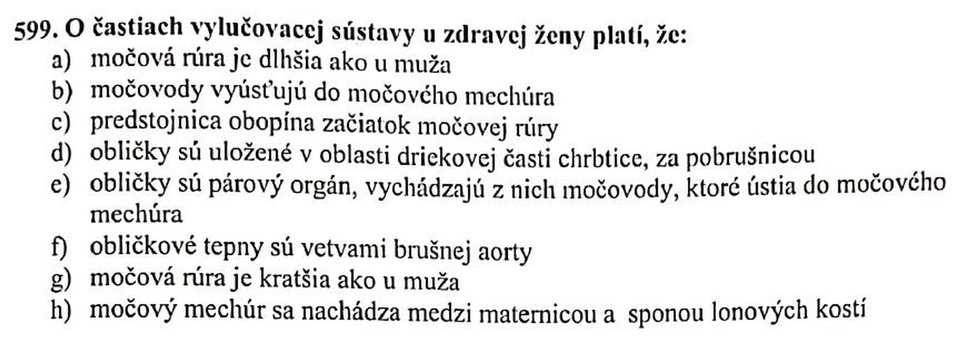 599. O častiach vylučovacej sústavy u zdravej ženy platí, že:
a) močová rúra je dlhšia ako u muža
b) močovody vyúsťujú do močového mechúra
c) predstojnica obopína začiatok močovej rúry
d) obličky sú uložené v oblasti driekovej časti chrbtice, za pobrušnicou
e) obličky sú párový orgán, vychádzajú z nich močovody, ktoré ústia do močového
mechúra
f) obličkové tepny sú vetvami brušnej aorty
g) močová rúra je kratšia ako u muža
h) močový mechúr sa nachádza medzi maternicou a sponou lonových kostí